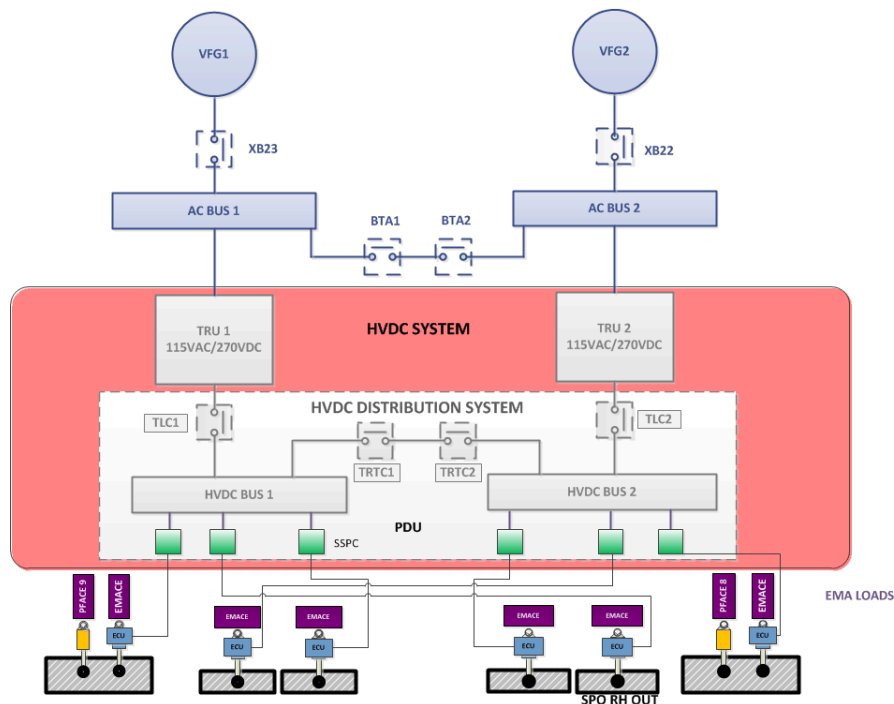 VFG1
VFG2
XB23
XB22
AC BUS 1
BTA1
BTA2
AC BUS 2
TRU 1
115VAC/270VDC
HVDC SYSTEM
TRU 2
115VAC/270VDC
HVDC DISTRIBUTION SYSTEM
TLC1
TLC2
TRTC1
TRTC2
HVDC BUS 1
HVDC BUS 2
PDU
SSPC
EMA LOADS
PFACE 9
EMACE
EMACE
EMACE
EMACE
EMACE
PFACE 8
EMACE
ECU
ECU
ECU
ECU
ECU
ECU
SPO RH OUT